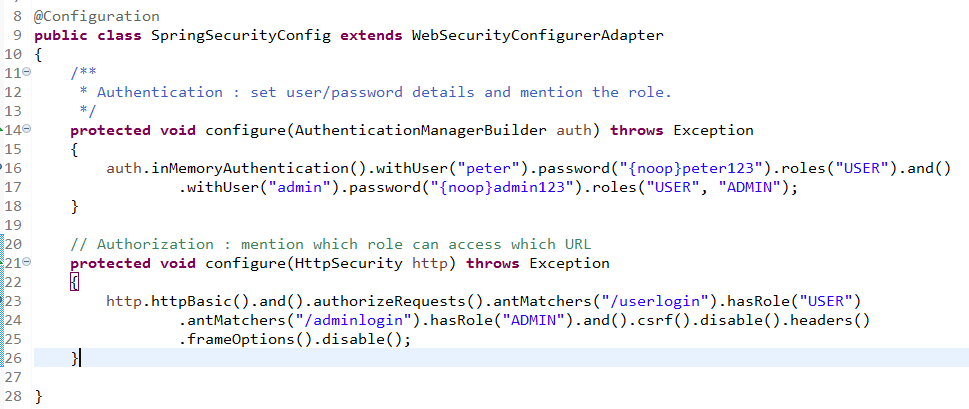 8 @Configuration
9 public class SpringSecurityConfig extends WebSecurityConfigurerAdapter
10 {
11 /**
12 * Authentication : set user/password details and mention the role.
13 */
14 protected void configure(AuthenticationManagerBuilder auth) throws Exception
15 {
16 auth.inMemoryAuthentication().withUser("peter").password("{noop}peter123").roles("USER").and()
17 .withUser("admin").password("{noop}admin123").roles("USER", "ADMIN");
18 }
19
20 // Authorization : mention which role can access which URL
21 protected void configure(HttpSecurity http) throws Exception
22 {
23 http.httpBasic().and().authorizeRequests().antMatchers("/userlogin").hasRole("USER")
24 .antMatchers("/adminlogin").hasRole("ADMIN").and().csrf().disable().headers()
25 .frameOptions().disable();
26 }
27
28 }